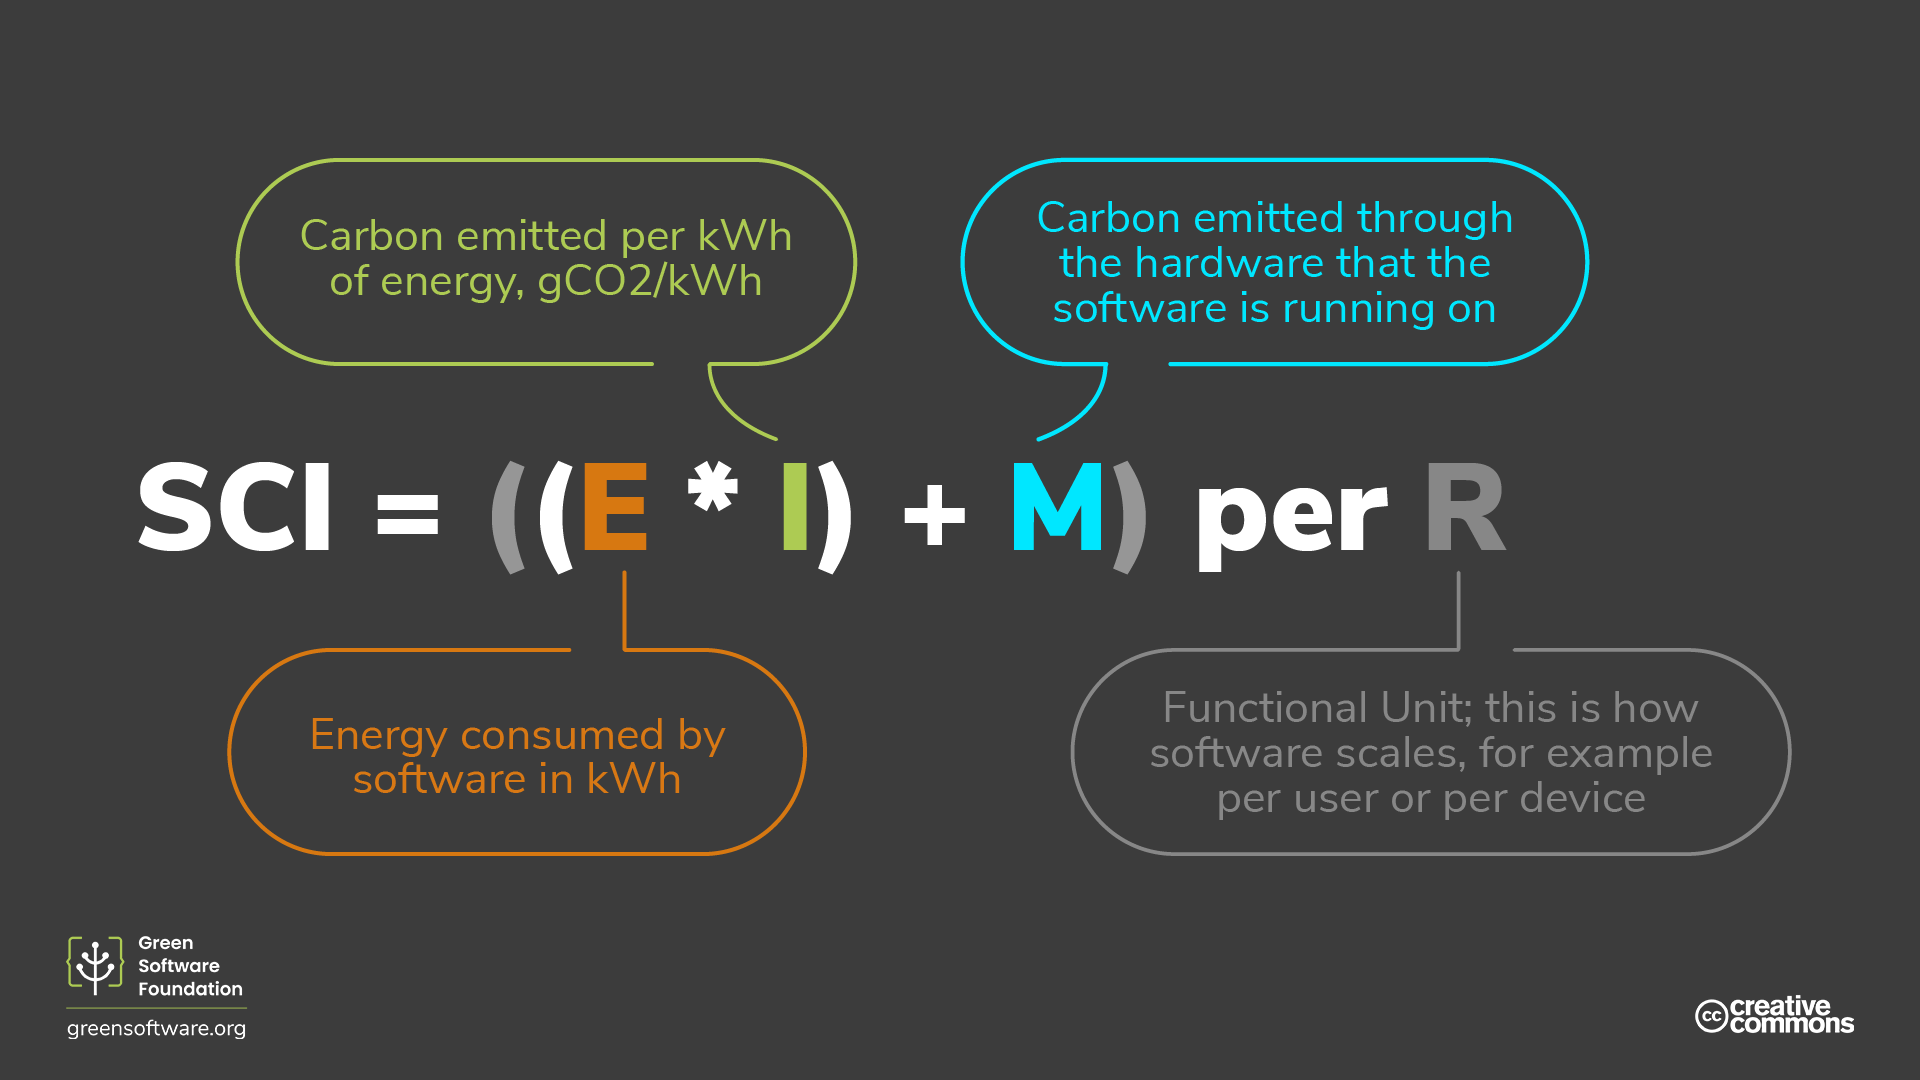 Carbon emitted per kWh
of energy, gCO2/kWh
Carbon emitted through
the hardware that the
software is running on
SCI = ((E * I) + M) per R
Energy consumed by
software in kWh
Functional Unit; this is how
software scales, for example
per user or per device
Green
Software
Foundation
greensoftware.org
cc creative
commons